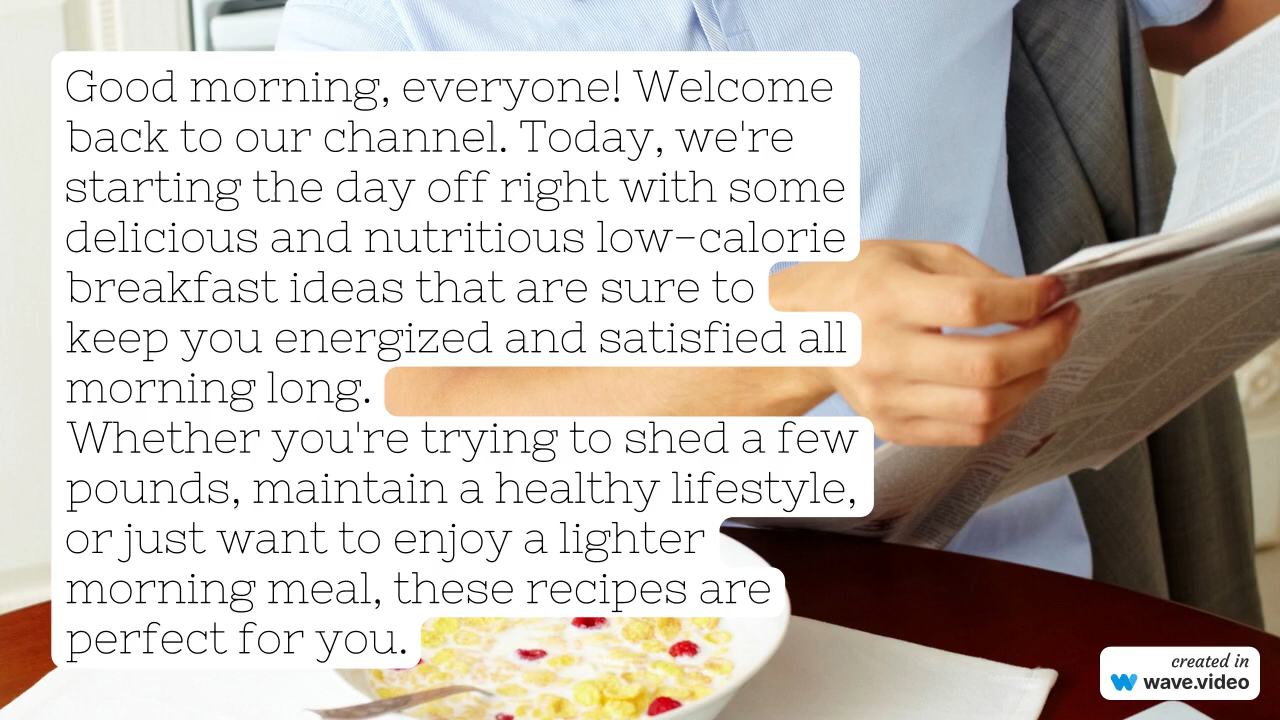 Good morning, everyone! Welcome
back to our channel. Today, we're
starting the day off right with some
delicious and nutritious low-calorie
breakfast ideas that are sure to
keep you energized and satisfied all
morning long.
Whether you're trying to shed a few
pounds, maintain a healthy lifestyle,
or just want to enjoy a lighter
morning meal, these recipes are
perfect for you.
created in
wave.video